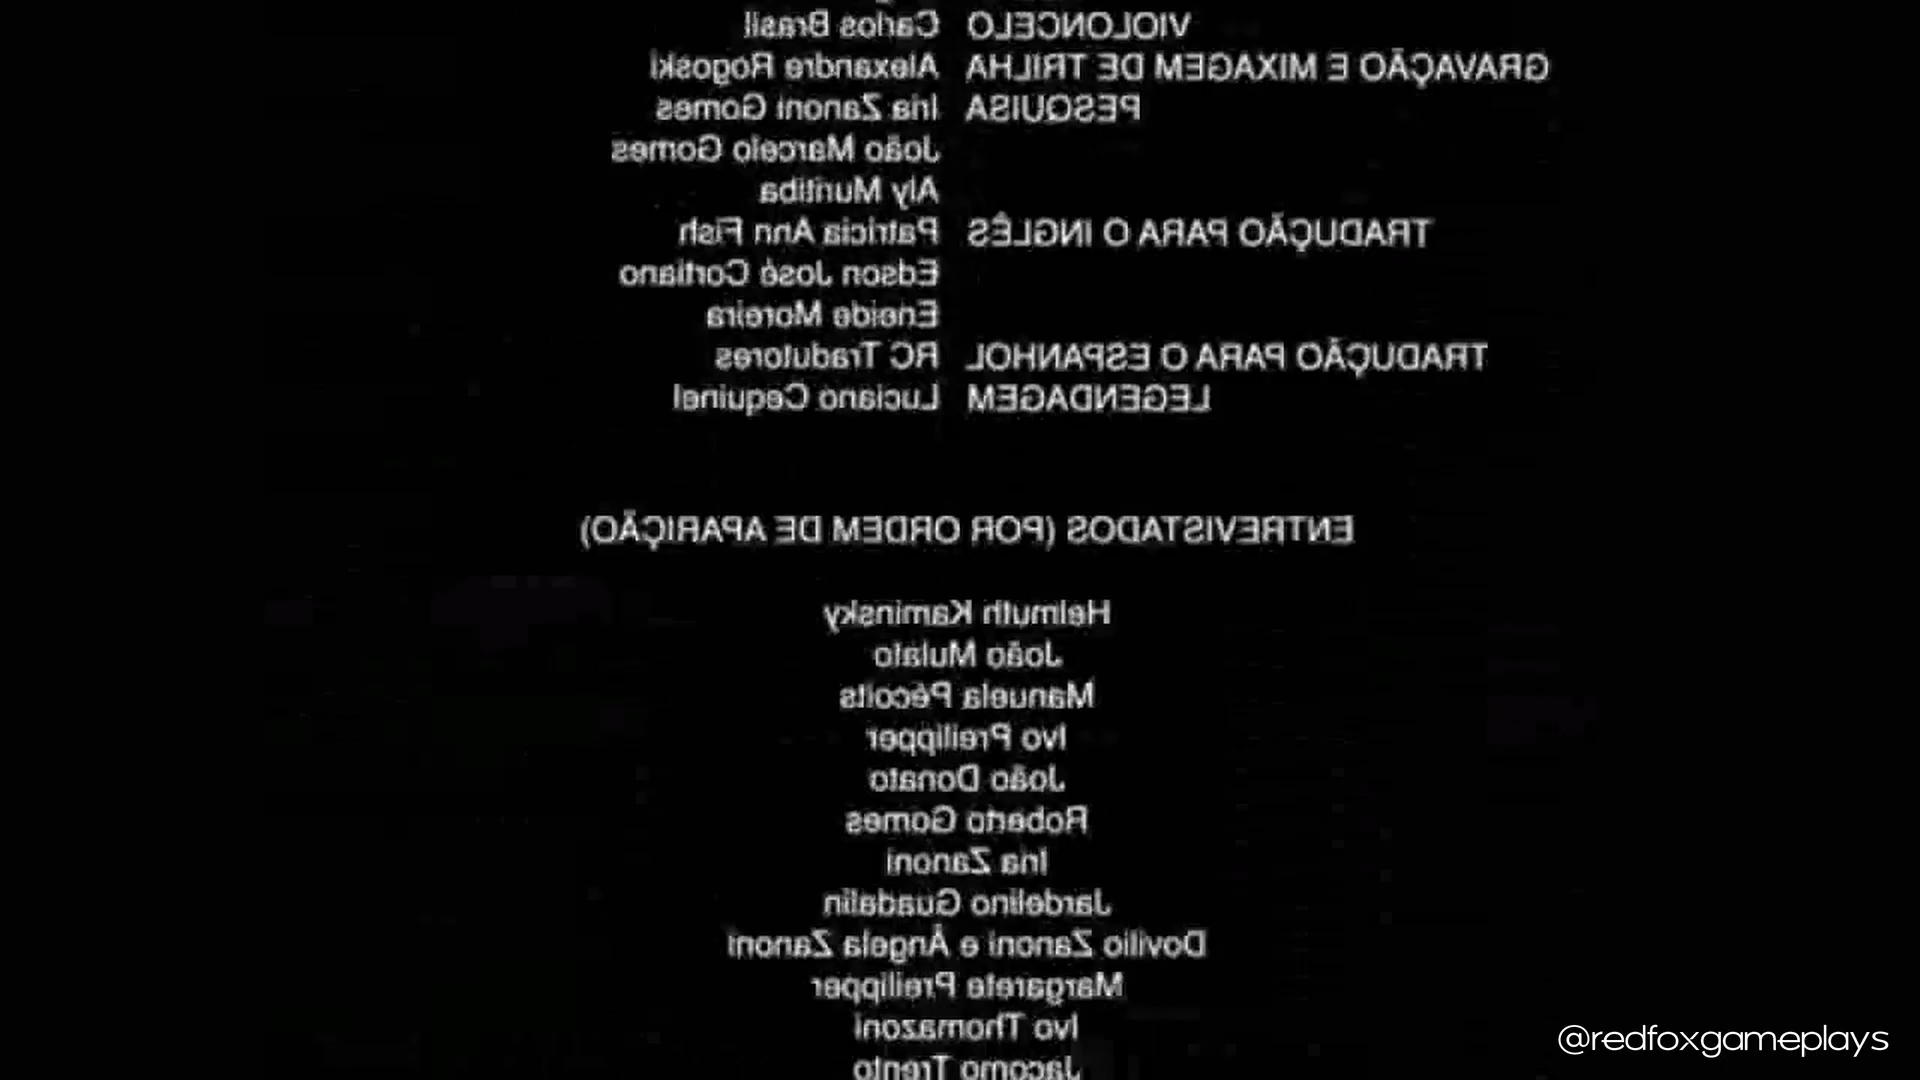 VIOLONCELO Carlos Brasil
GRAVAÇÃO E MIXAGEM DE TRILHA Alexandre Rogoski
PESQUISA Iria Zanoni Gomes
João Marcelo Gomes
Aly Muritiba
TRADUÇÃO PARA O INGLÊS Patricia Ann Fish
Edson José Cortiano
Eneide Moreira
TRADUÇÃO PARA O ESPANHOL RC Tradutores
LEGENDAGEM Luciano Cequinel
ENTREVISTADOS (POR ORDEM DE APARIÇÃO)
Helmuth Kaminsky
João Mulato
Manuela Pécoits
Ivo Preilipper
João Donato
Roberto Gomes
Iria Zanoni
Jardelino Guadalin
Dovilio Zanoni e Ângela Zanoni
Margarete Preilipper
Ivo Thomazoni
Jacomo Trento
@redfoxgameplays